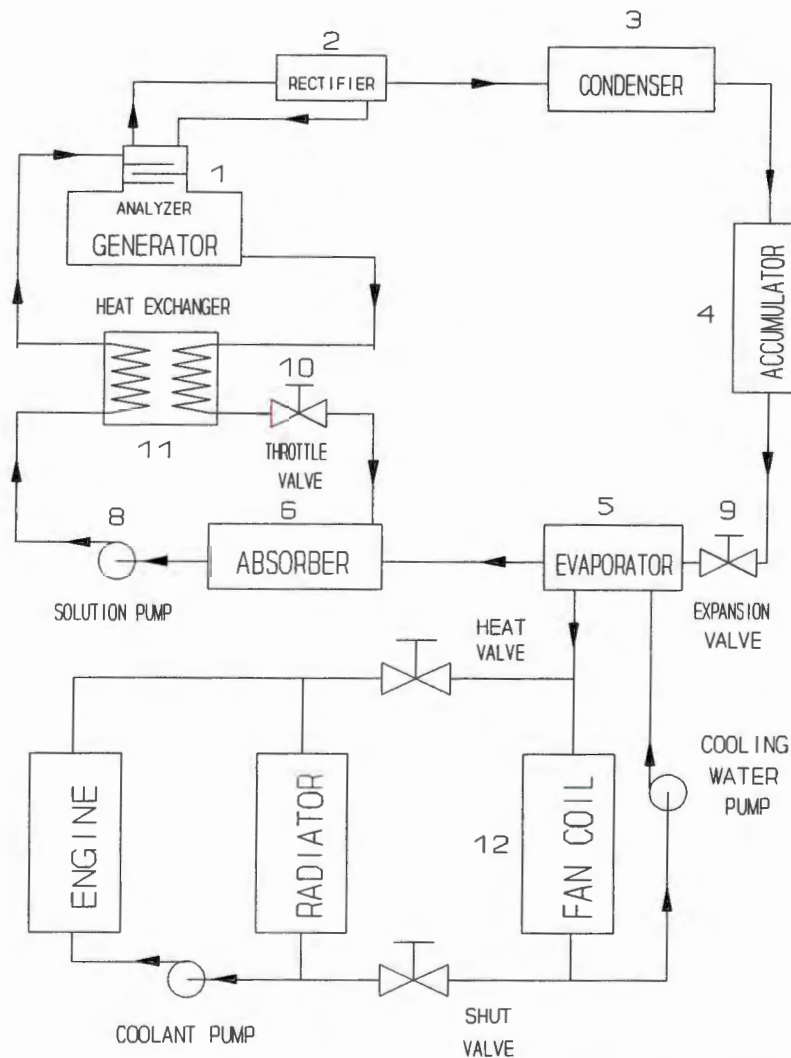 3
2
RECTIFIER
CONDENSER
1
ANALYZER
GENERATOR
HEAT EXCHANGER
4
ACCUMULATOR
10
11
THROTTLE
VALVE
8
6
5
9
ABSORBER
EVAPORATOR
SOLUTION PUMP
HEAT
VALVE
EXPANSION
VALVE
COOLING
WATER
PUMP
ENGINE
RADIATOR
12
FAN COIL
COOLANT PUMP
SHUT
VALVE